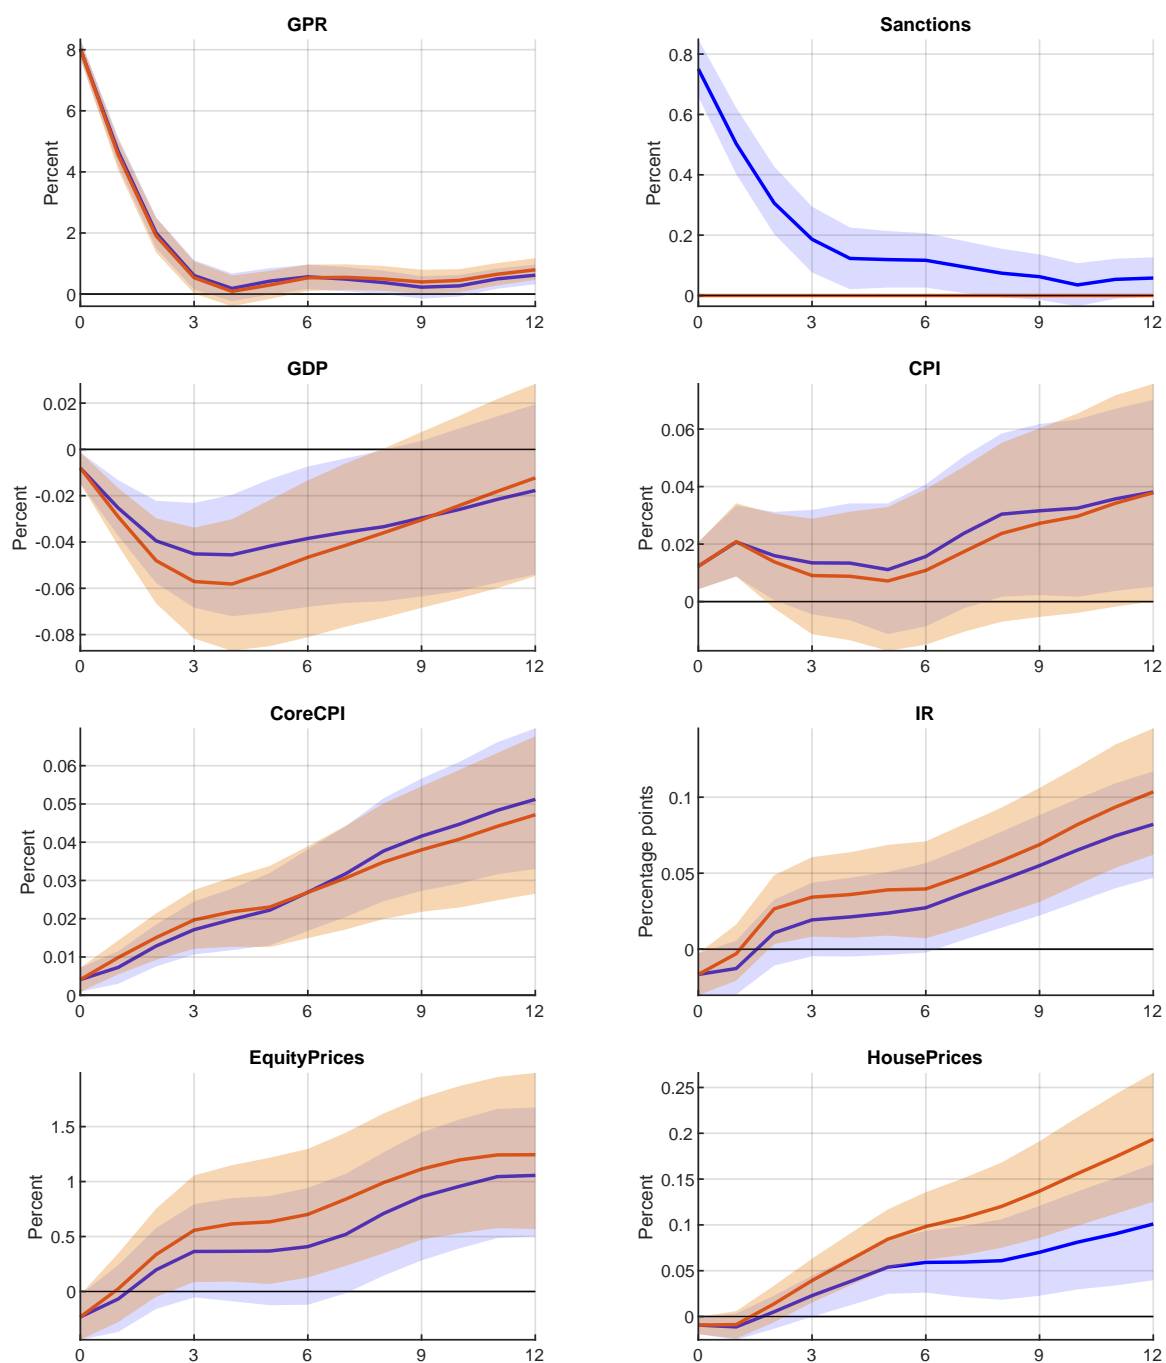 GPR
Percent
8
6
4
2
0
0 3 6 9 12
Sanctions
Percent
0.8
0.6
0.4
0.2
0
0 3 6 9 12
GDP
Percent
0.02
0
-0.02
-0.04
-0.06
-0.08
0 3 6 9 12
CPI
Percent
0.06
0.04
0.02
0
0 3 6 9 12
CoreCPI
Percent
0.06
0.05
0.04
0.03
0.02
0.01
0
0 3 6 9 12
IR
Percentage points
0.1
0.05
0
0 3 6 9 12
EquityPrices
Percent
1.5
1
0.5
0
0 3 6 9 12
HousePrices
Percent
0.25
0.2
0.15
0.1
0.05
0
0 3 6 9 12